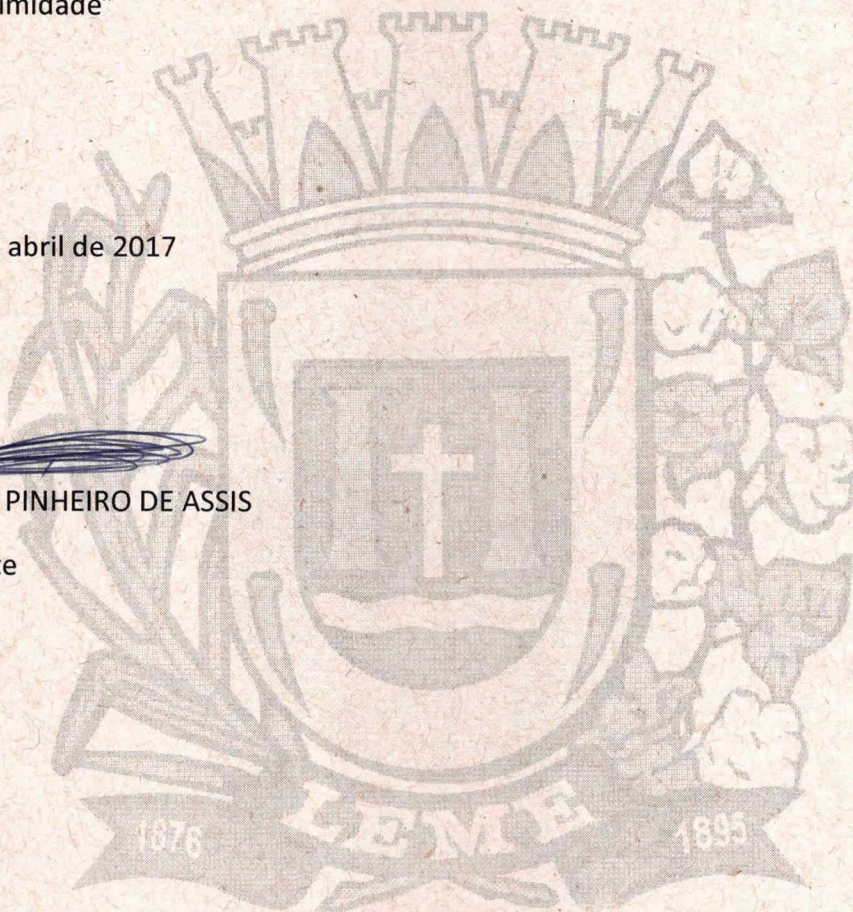 imidade"
abril de 2017
PINHEIRO DE ASSIS
LEME
1876
1895